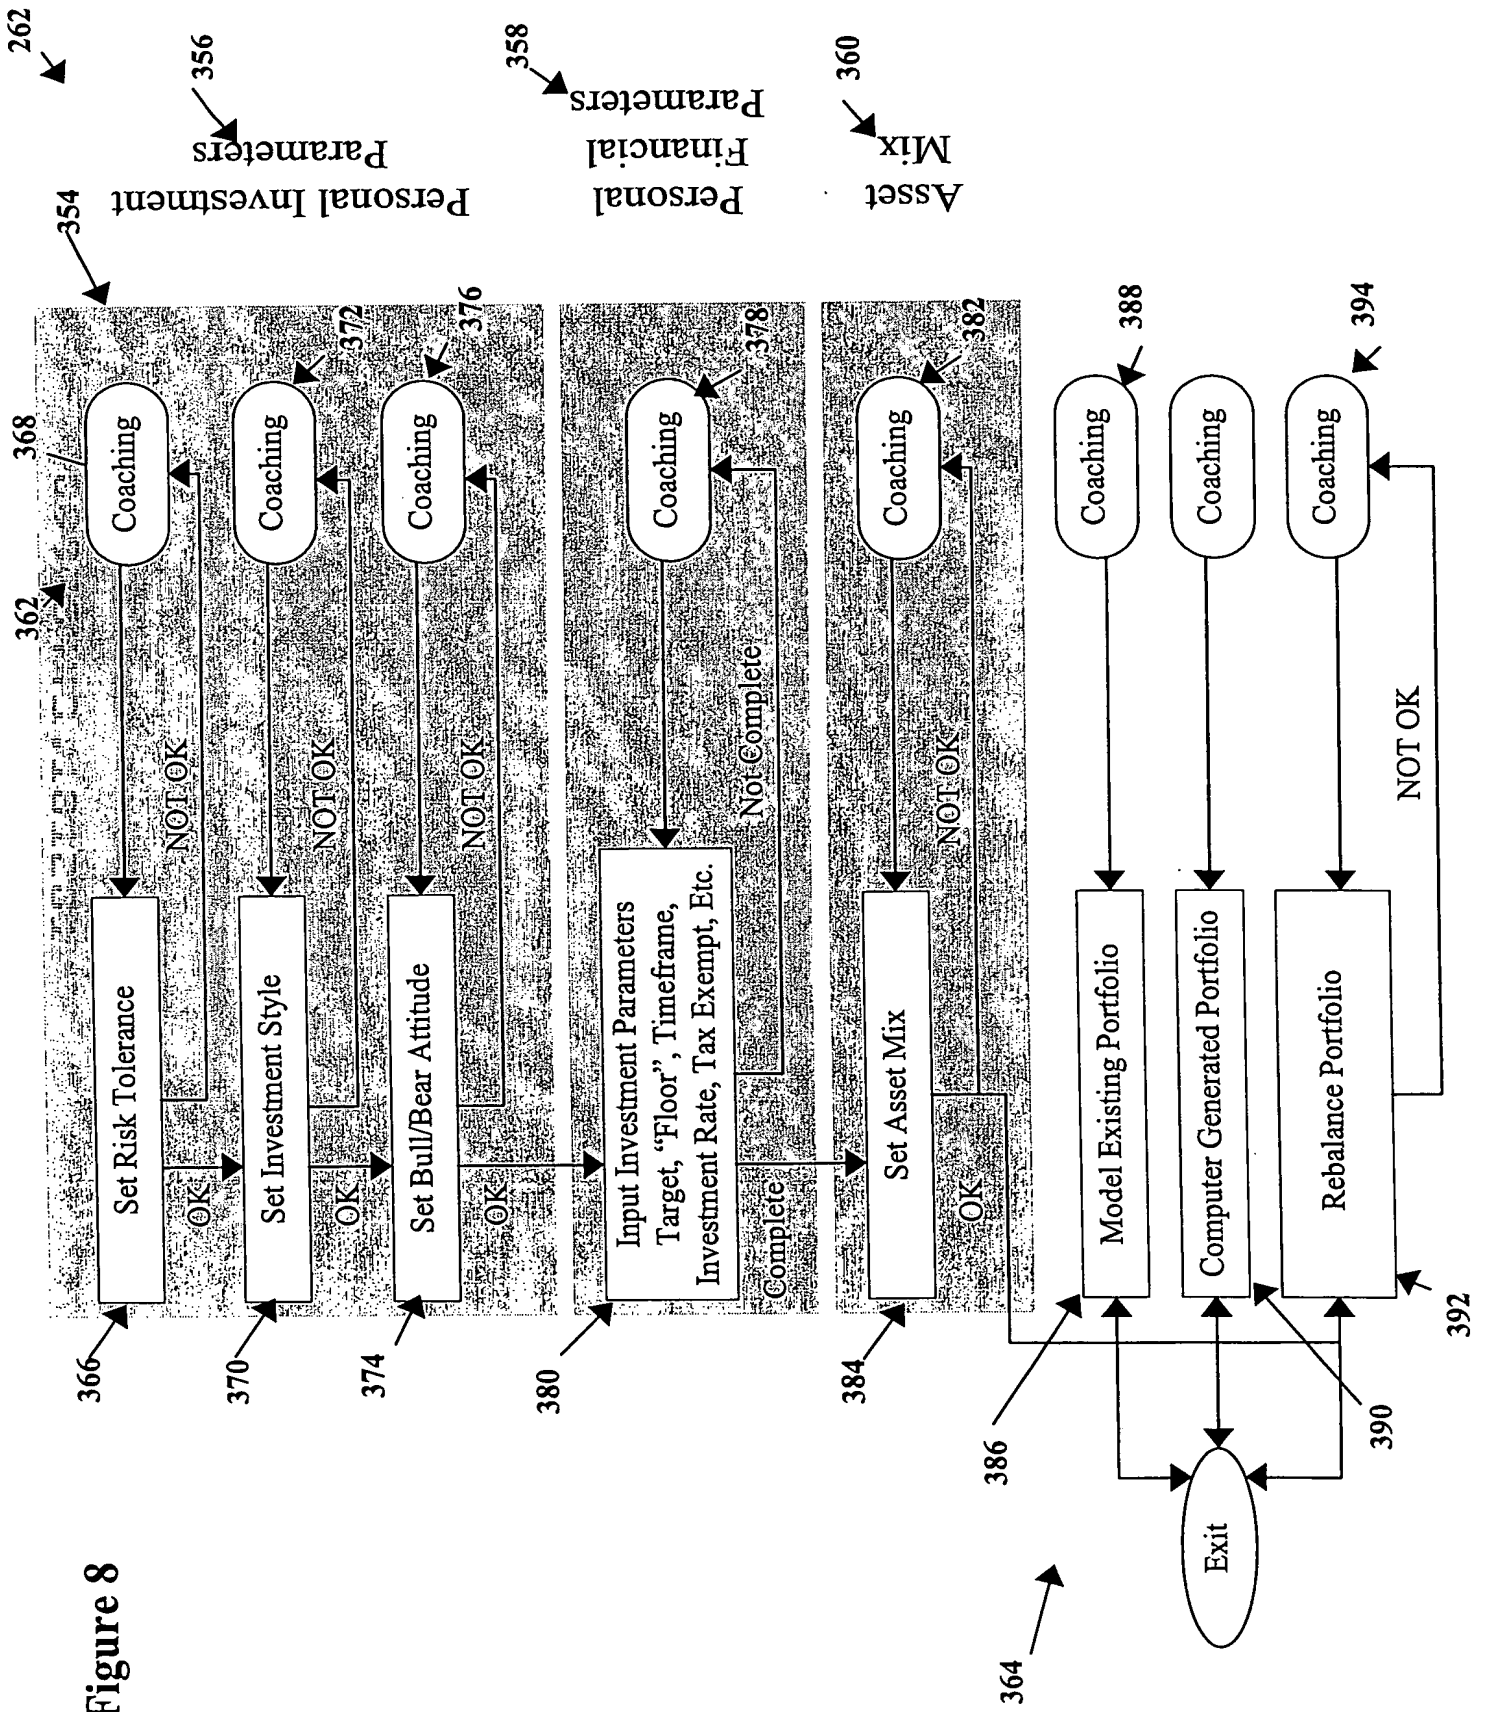 Figure 8
262
354
356
Personal Investment
Parameters
358
Personal
Financial
Parameters
360
Asset
Mix
362
366
Set Risk Tolerance
368
Coaching
NOT OK
OK
370
Set Investment Style
372
Coaching
NOT OK
OK
374
Set Bull/Bear Attitude
376
Coaching
NOT OK
OK
380
Input Investment Parameters
Target, “Floor”, Timeframe,
Investment Rate, Tax Exempt, Etc.
378
Coaching
Not Complete
Complete
384
Set Asset Mix
382
Coaching
NOT OK
OK
386
Model Existing Portfolio
Coaching
388
Computer Generated Portfolio
Coaching
390
Rebalance Portfolio
Coaching
394
392
NOT OK
Exit
364